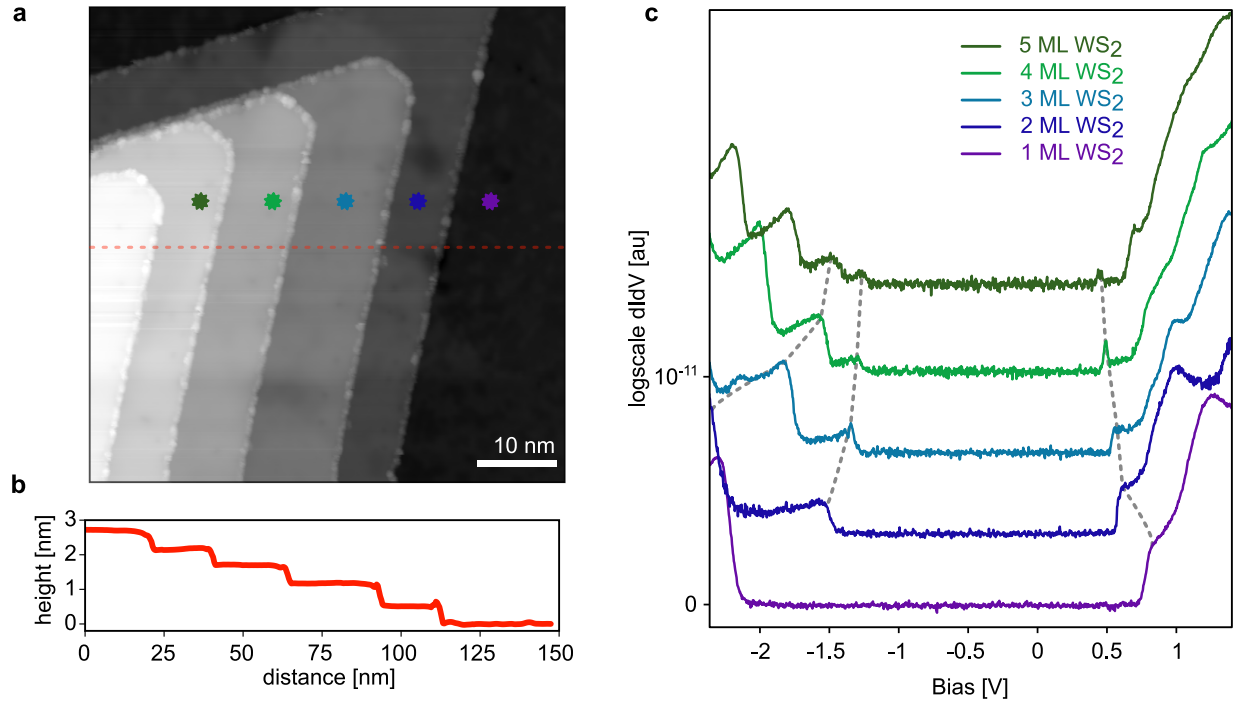 a
10 nm
b
height [nm]
3
2
1
0
0 25 50 75 100 125 150
distance [nm]
c
5 ML WS2
4 ML WS2
3 ML WS2
2 ML WS2
1 ML WS2
logscale dIdV [au]
10-11
0
-2 -1.5 -1 -0.5 0 0.5 1
Bias [V]